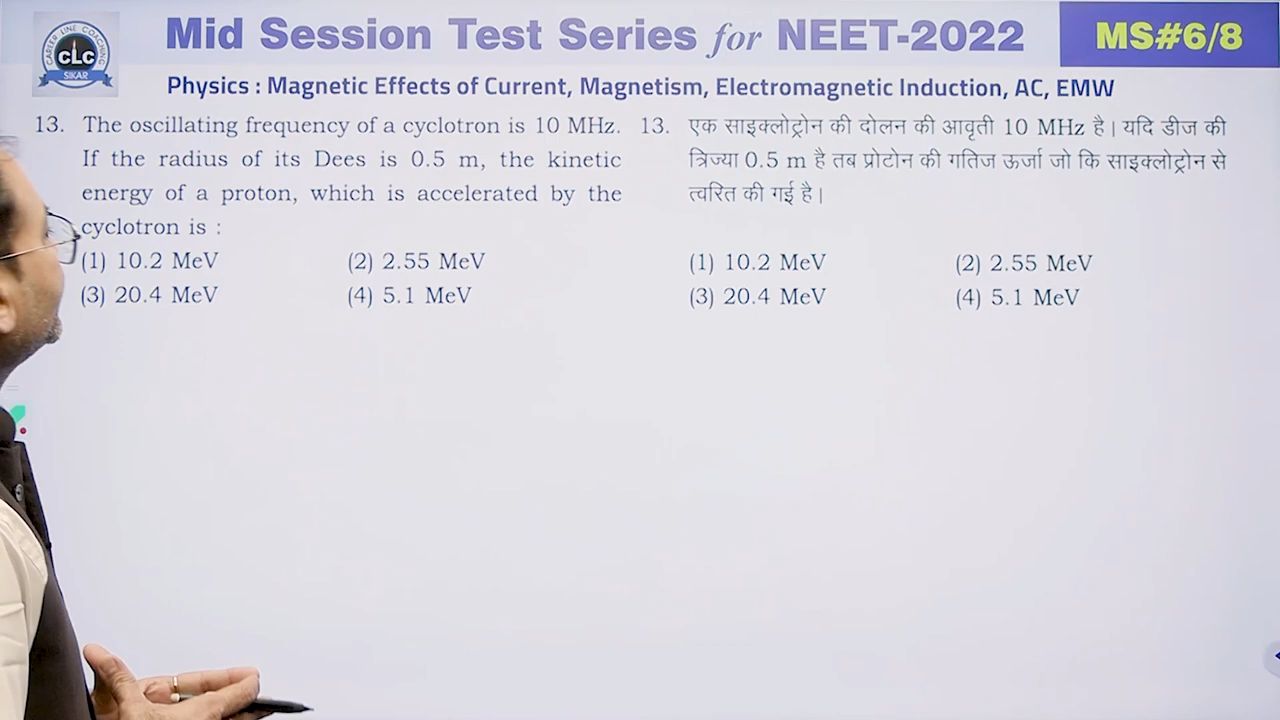 Mid Session Test Series for NEET-2022
MS#6/8
CAREER LINE COACHING
CLC
SIKAR
Physics : Magnetic Effects of Current, Magnetism, Electromagnetic Induction, AC, EMW
13. The oscillating frequency of a cyclotron is 10 MHz.
If the radius of its Dees is 0.5 m, the kinetic
energy of a proton, which is accelerated by the
cyclotron is :
(1) 10.2 MeV (2) 2.55 MeV
(3) 20.4 MeV (4) 5.1 MeV
13. एक साइक्लोट्रोन की दोलन की आवृती 10 MHz है। यदि डीज की
त्रिज्या 0.5 m है तब प्रोटोन की गतिज ऊर्जा जो कि साइक्लोट्रोन से
त्वरित की गई है।
(1) 10.2 MeV (2) 2.55 MeV
(3) 20.4 MeV (4) 5.1 MeV